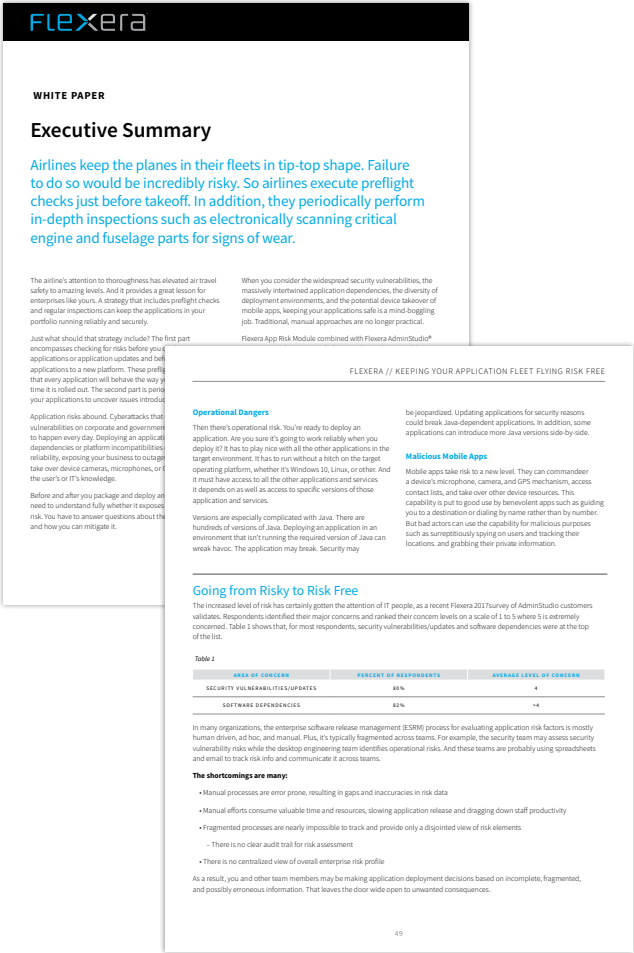 FLEXera
WHITE PAPER
Executive Summary
Airlines keep the planes in their fleets in tip-top shape. Failure
to do so would be incredibly risky. So airlines execute preflight
checks just before takeoff. In addition, they periodically perform
in-depth inspections such as electronically scanning critical
engine and fuselage parts for signs of wear.
The airline's attention to thoroughness has elevated air travel
safety to amazing levels. And it provides a great lesson for
enterprises like yours. A strategy that includes preflight checks
and regular inspections can keep the applications in your
portfolio running reliably and securely.
Just what should that strategy include? The first part
encompasses checking for risks before you
applications or application updates and
applications to a new platform. These
that every application will behave the way
time it is rolled out. The second part is
your applications to uncover issues
Application risks abound. Cyberattacks that
vulnerabilities on corporate and
to happen every day. Deploying an
dependencies or platform incompatibilities
reliability, exposing your business to
take over device cameras, microphones, or
the user's or IT's knowledge.
Before and after you package and deploy an
need to understand fully whether it exposes
risk. You have to answer questions about the
and how you can mitigate it.
When you consider the widespread security vulnerabilities, the
massively intertwined application dependencies, the diversity of
deployment environments, and the potential device takeover of
mobile apps, keeping your applications safe is a mind-boggling
job. Traditional, manual approaches are no longer practical.
Flexera App Risk Module combined with Flexera AdminStudio®
FLEXERA // KEEPING YOUR APPLICATION FLEET FLYING RISK FREE
Operational Dangers
Then there's operational risk. You're ready to deploy an
application. Are you sure it's going to work reliably when you
deploy it? It has to play nice with all the other applications in the
target environment. It has to run without a hitch on the target
operating platform, whether it's Windows 10, Linux, or other. And
it must have access to all the other applications and services
it depends on as well as access to specific versions of those
application and services.
Versions are especially complicated with Java. There are
hundreds of versions of Java. Deploying an application in an
environment that isn't running the required version of Java can
wreak havoc. The application may break. Security may
be jeopardized. Updating applications for security reasons
could break Java-dependent applications. In addition, some
applications can introduce more Java versions side-by-side.
Malicious Mobile Apps
Mobile apps take risk to a new level. They can commandeer
a device's microphone, camera, and GPS mechanism, access
contact lists, and take over other device resources. This
capability is put to good use by benevolent apps such as guiding
you to a destination or dialing by name rather than by number.
But bad actors can use the capability for malicious purposes
such as surreptitiously spying on users and tracking their
locations. and grabbing their private information.
Going from Risky to Risk Free
The increased level of risk has certainly gotten the attention of IT people, as a recent Flexera 2017survey of AdminStudio customers
validates. Respondents identified their major concerns and ranked their concern levels on a scale of 1 to 5 where 5 is extremely
concerned. Table 1 shows that, for most respondents, security vulnerabilities/updates and software dependencies were at the top
of the list.
Table 1
AREA OF CONCERN PERCENT OF RESPONDENTS AVERAGE LEVEL OF CONCERN
SECURITY VULNERABILITIES/UPDATES 80% 4
SOFTWARE DEPENDENCIES 82% >4
In many organizations, the enterprise software release management (ESRM) process for evaluating application risk factors is mostly
human driven, ad hoc, and manual. Plus, it's typically fragmented across teams. For example, the security team may assess security
vulnerability risks while the desktop engineering team identifies operational risks. And these teams are probably using spreadsheets
and email to track risk info and communicate it across teams.
The shortcomings are many:
• Manual processes are error prone, resulting in gaps and inaccuracies in risk data
• Manual efforts consume valuable time and resources, slowing application release and dragging down staff productivity
• Fragmented processes are nearly impossible to track and provide only a disjointed view of risk elements
– There is no clear audit trail for risk assessment
• There is no centralized view of overall enterprise risk profile
As a result, you and other team members may be making application deployment decisions based on incomplete, fragmented,
and possibly erroneous information. That leaves the door wide open to unwanted consequences.
49